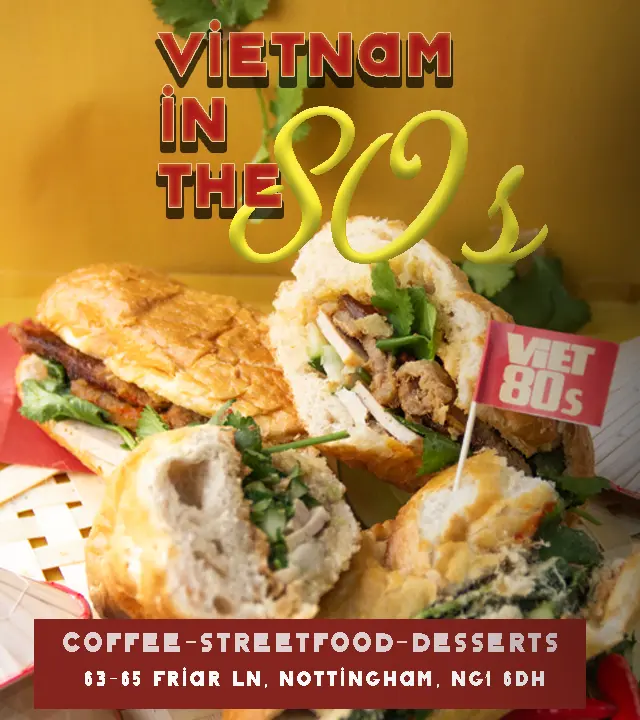 VIETNAM
IN
THE 80s
VIET
80s
COFFEE-STREETFOOD-DESSERTS
63-65 FRIAR LN, NOTTINGHAM, NG1 6DH